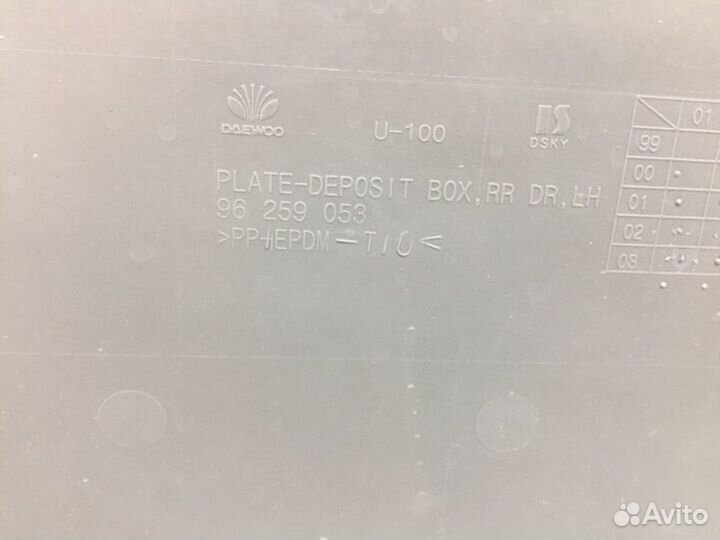 DAEWOO
U-100
DSKY
PLATE-DEPOSIT BOX, RR DR, LH
96 259 053
>PP+EPDM-T10<
01
99
00
01
02
03
Avito